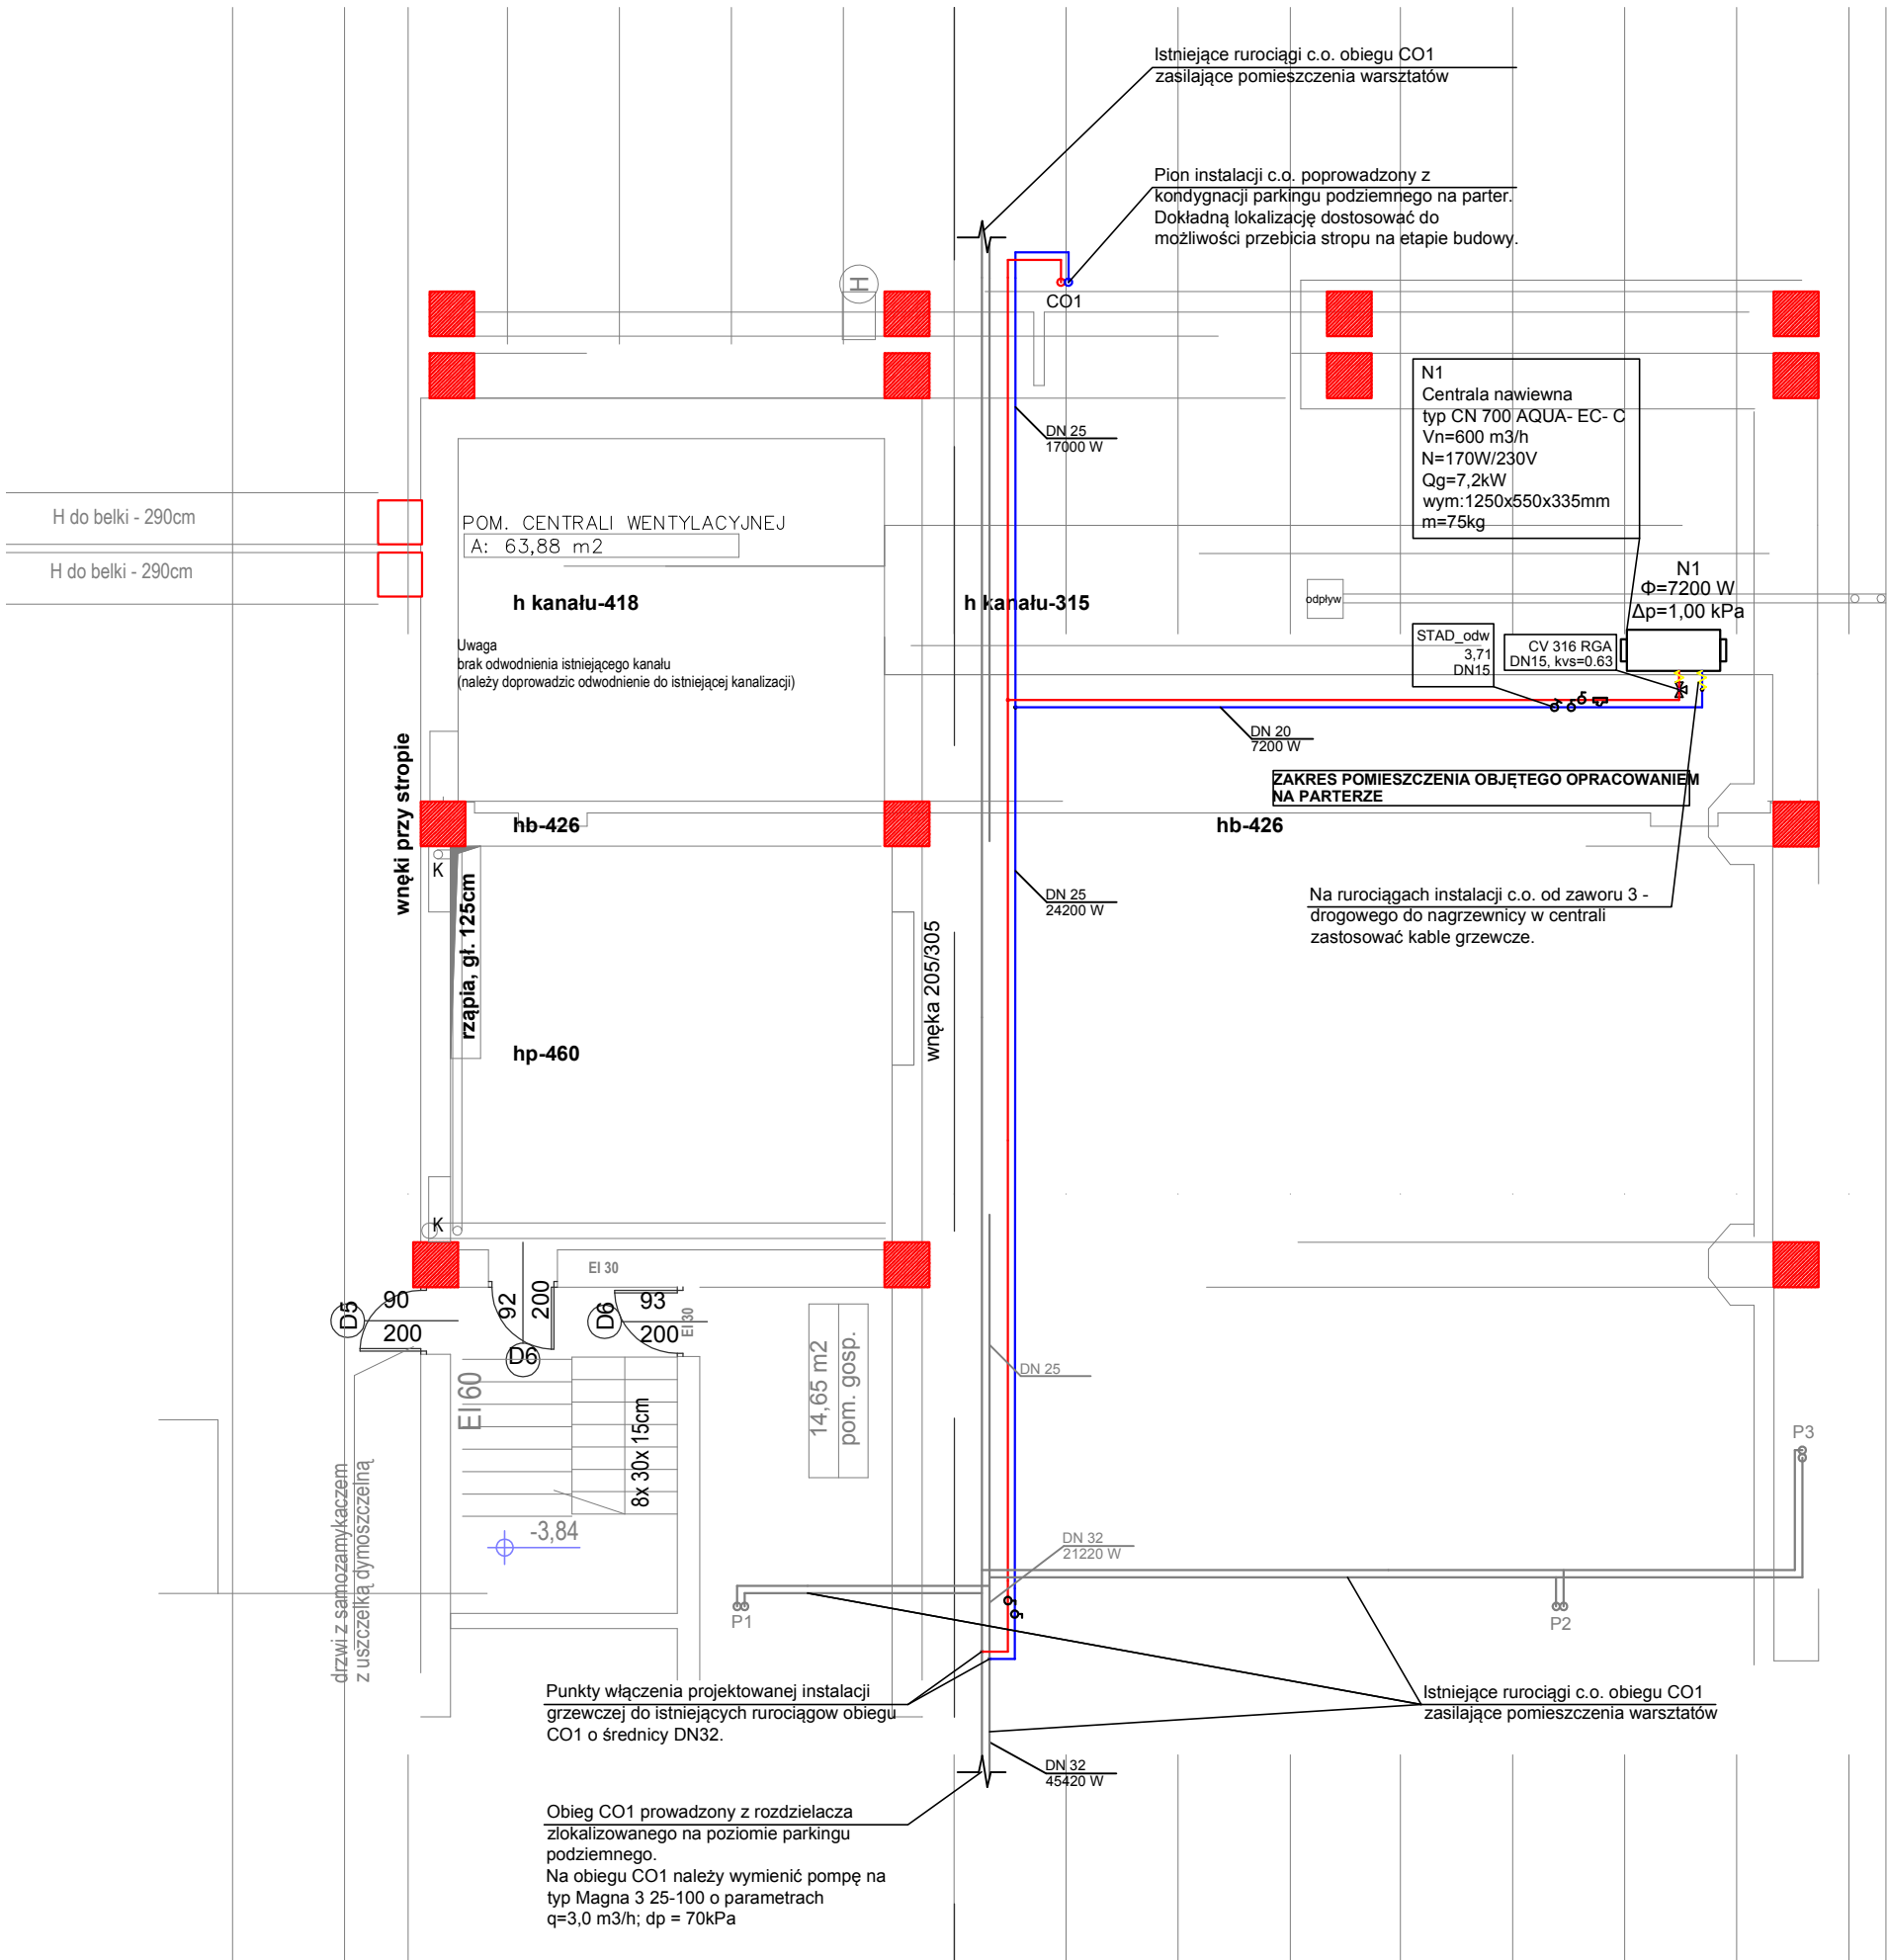 Istniejące rurociągi c.o. obiegu CO1
zasilające pomieszczenia warsztatów
Pion instalacji c.o. poprowadzony z
kondygnacji parkingu podziemnego na parter.
Dokładną lokalizację dostosować do
możliwości przebicia stropu na etapie budowy.
H
CO1
N1
Centrala nawiewna
typ CN 700 AQUA- EC- C
Vn=600 m3/h
N=170W/230V
Qg=7,2kW
wym:1250x550x335mm
m=75kg
DN 25
17000 W
H do belki - 290cm
H do belki - 290cm
POM. CENTRALI WENTYLACYJNEJ
A: 63,88 m2
h kanału-418
h kanału-315
odpływ
N1
Φ=7200 W
Δp=1,00 kPa
STAD_odw
3,71
DN15
CV 316 RGA
DN15, kvs=0.63
Uwaga
brak odwodnienia istniejącego kanału
(należy doprowadzic odwodnienie do istniejącej kanalizacji)
DN 20
7200 W
ZAKRES POMIESZCZENIA OBJĘTEGO OPRACOWANIEM
NA PARTERZE
wnęki przy stropie
hb-426
hb-426
K
rząpia, gł. 125cm
DN 25
24200 W
Na rurociągach instalacji c.o. od zaworu 3 -
drogowego do nagrzewnicy w centrali
zastosować kable grzewcze.
wnęka 205/305
hp-460
K
EI 30
D5
90
200
92
200
D6
D6
93
200
EI 30
EI 60
8x 30x 15cm
14,65 m2
pom. gosp.
DN 25
P3
drzwi z samozamykaczem
z uszczelką dymoszczelną
-3,84
DN 32
21220 W
P1
P2
Punkty włączenia projektowanej instalacji
grzewczej do istniejących rurociągow obiegu
CO1 o średnicy DN32.
Istniejące rurociągi c.o. obiegu CO1
zasilające pomieszczenia warsztatów
DN 32
45420 W
Obieg CO1 prowadzony z rozdzielacza
zlokalizowanego na poziomie parkingu
podziemnego.
Na obiegu CO1 należy wymienić pompę na
typ Magna 3 25-100 o parametrach
q=3,0 m3/h; dp = 70kPa